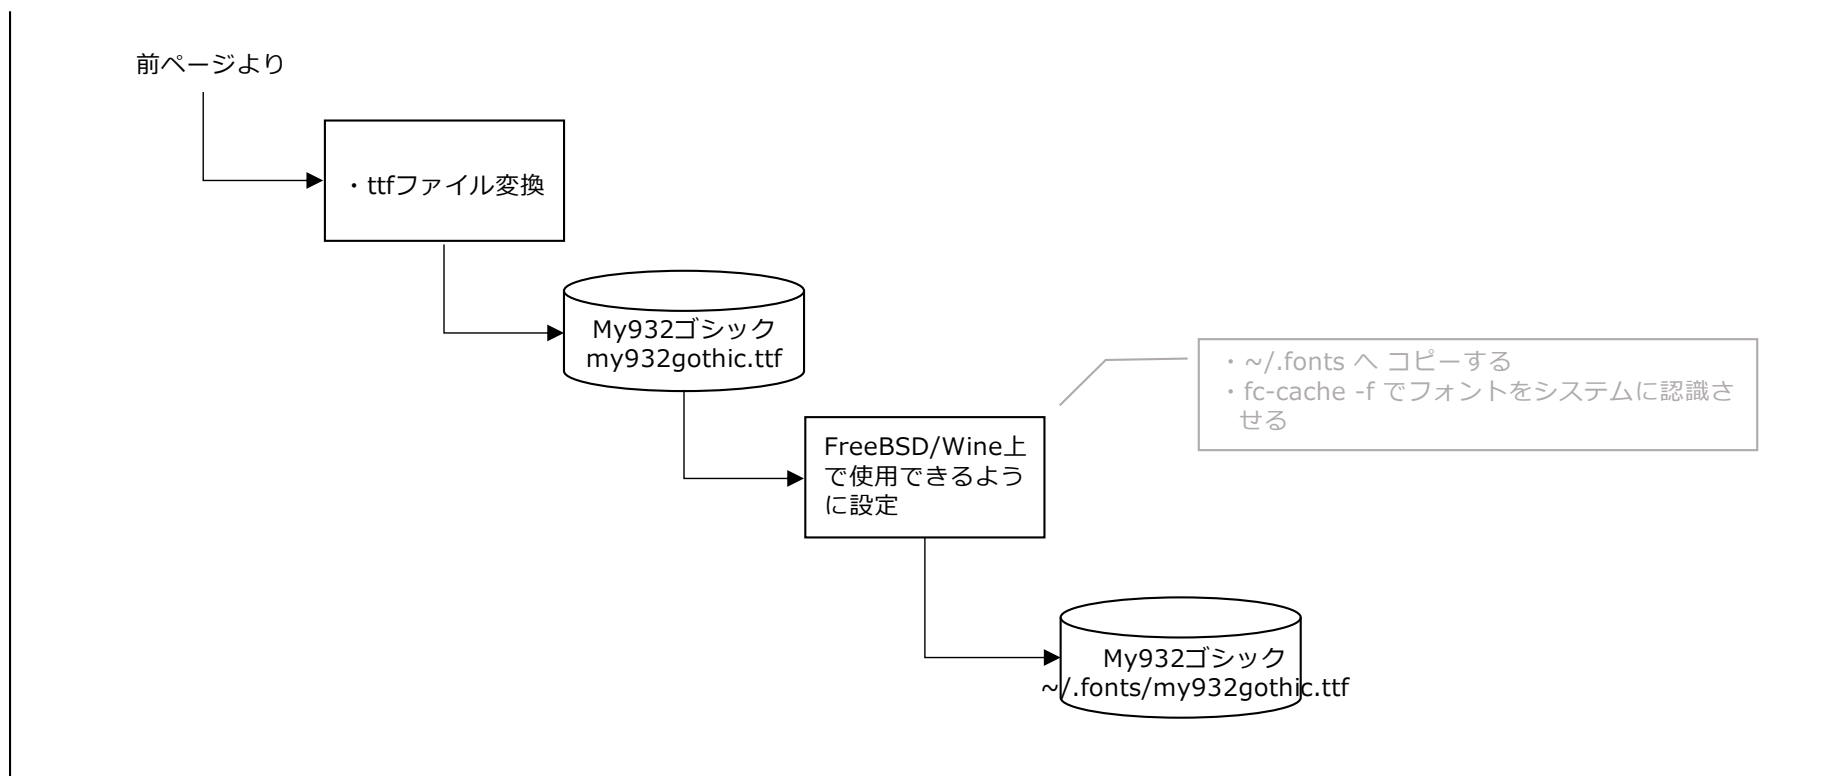 前ページより
・ttfファイル変換
My932ゴシック
my932gothic.ttf
・~/.fonts へ コピーする
・fc-cache -f でフォントをシステムに認識さ
せる
FreeBSD/Wine上
で使用できるよう
に設定
My932ゴシック
~/.fonts/my932gothic.ttf